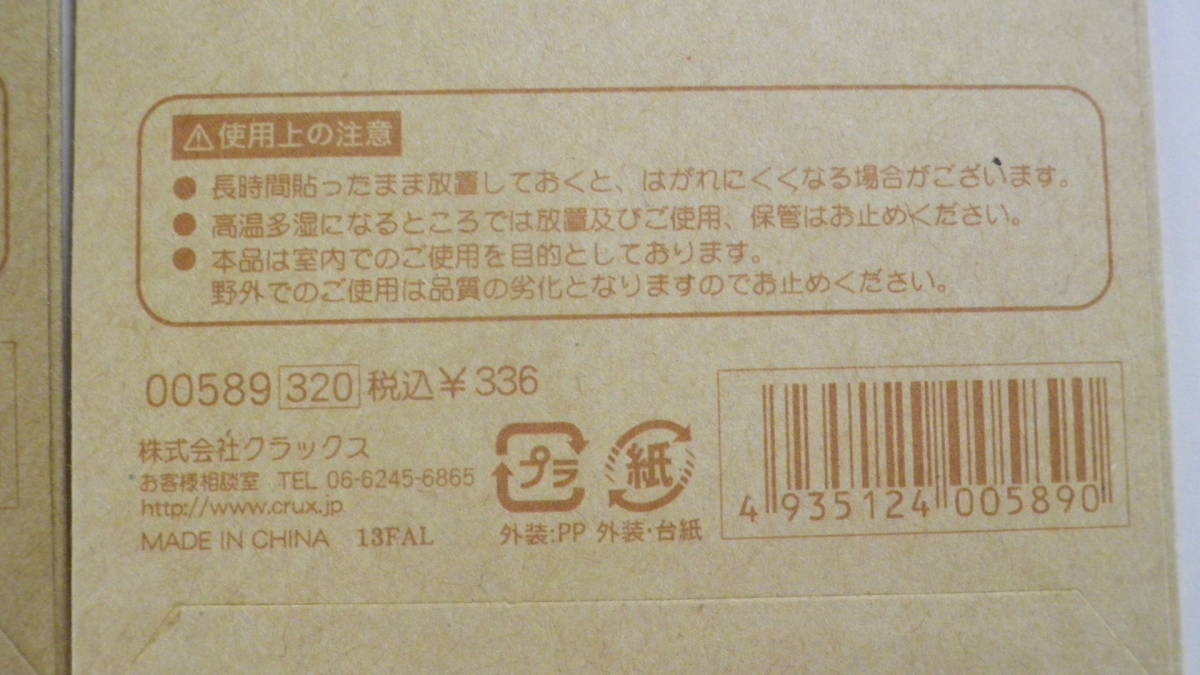 ⚠使用上の注意
● 長時間貼ったまま放置しておくと、はがれにくくなる場合がございます。
● 高温多湿になるところでは放置及びご使用、保管はお止めください。
● 本品は室内でのご使用を目的としております。
野外でのご使用は品質の劣化となりますのでお止めください。
00589 320 税込￥336
株式会社クラックス
お客様相談室 TEL 06-6245-6865
http://www.crux.jp
MADE IN CHINA 13FAL
プラ 紙
外装:PP 外装・台紙
4 935124 005890